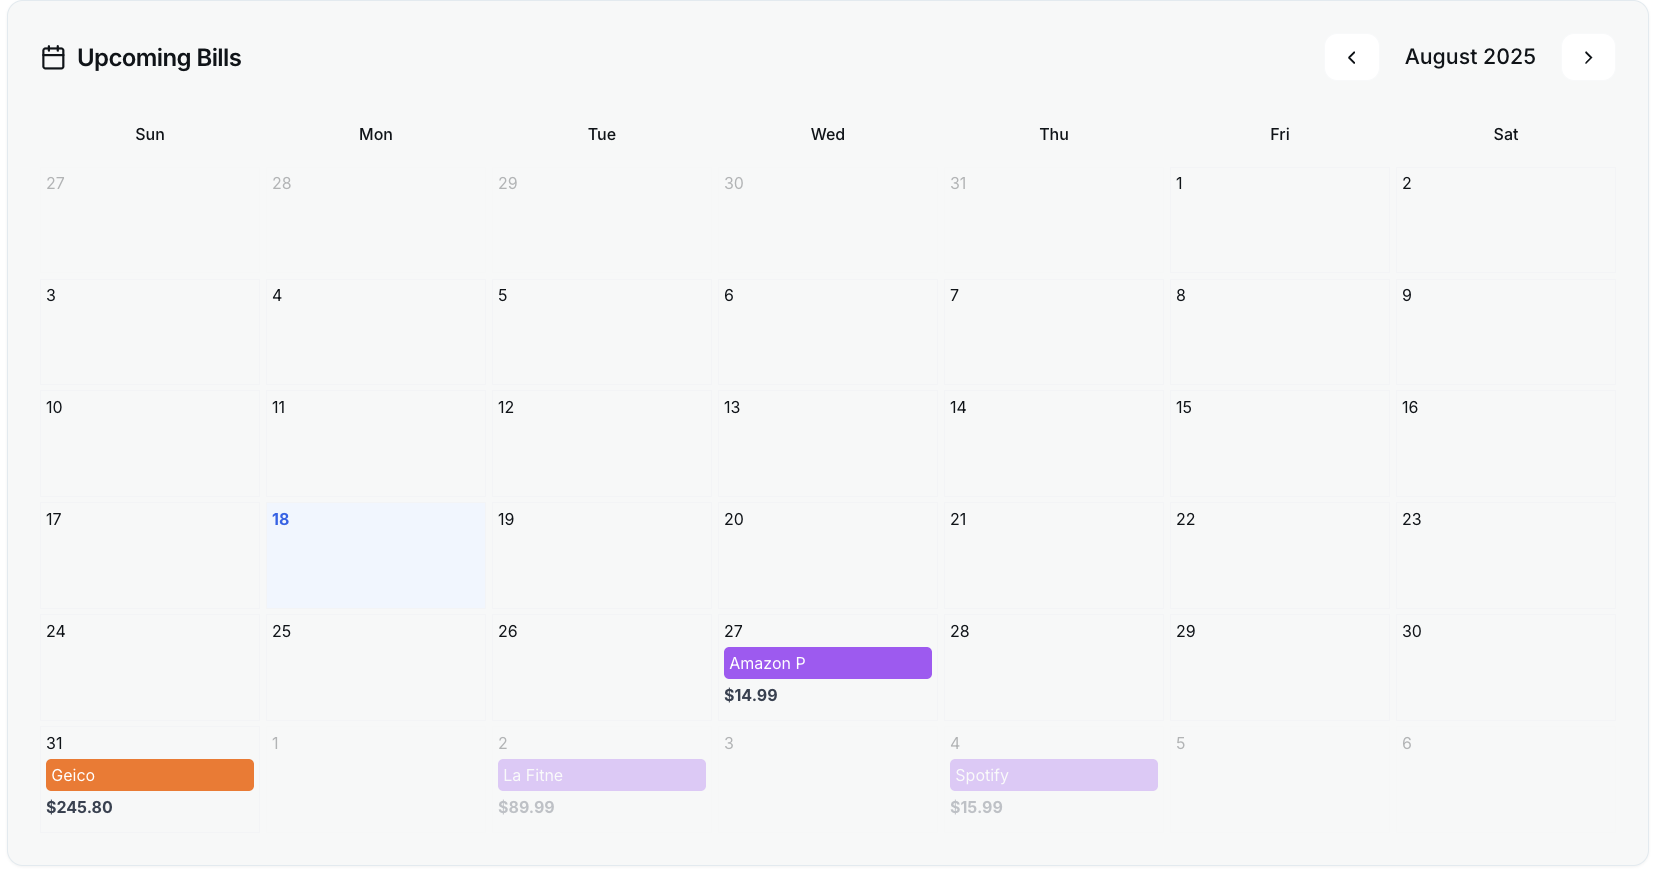 Upcoming Bills
August 2025
Sun Mon Tue Wed Thu Fri Sat
27 28 29 30 31 1 2
3 4 5 6 7 8 9
10 11 12 13 14 15 16
17 18 19 20 21 22 23
24 25 26 27 28 29 30
Amazon P
$14.99
31 1 2 3 4 5 6
Geico La Fitne Spotify
$245.80 $89.99 $15.99